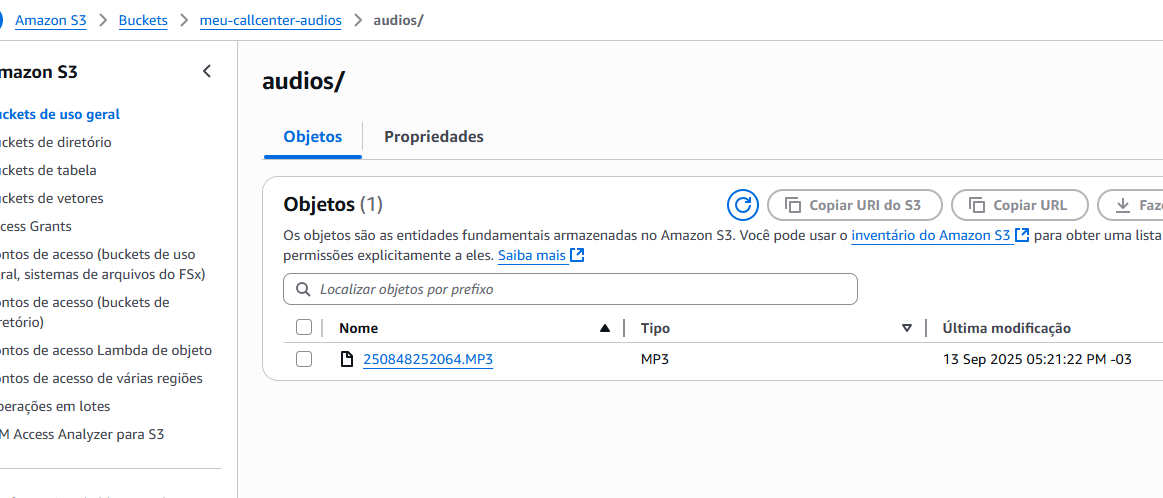 Amazon S3 > Buckets > meu-callcenter-audios > audios/
mazon S3
uckets de uso geral
uckets de diretório
uckets de tabela
uckets de vetores
cess Grants
ontos de acesso (buckets de uso
eral, sistemas de arquivos do FSx)
ontos de acesso (buckets de
retório)
ontos de acesso Lambda de objeto
ontos de acesso de várias regiões
perações em lotes
M Access Analyzer para S3
audios/
Objetos Propriedades
Objetos (1) Copiar URI do S3 Copiar URL Faze
Os objetos são as entidades fundamentais armazenadas no Amazon S3. Você pode usar o inventário do Amazon S3 para obter uma lista
permissões explicitamente a eles. Saiba mais
Localizar objetos por prefixo
Nome Tipo Última modificação
250848252064.MP3 MP3 13 Sep 2025 05:21:22 PM -03